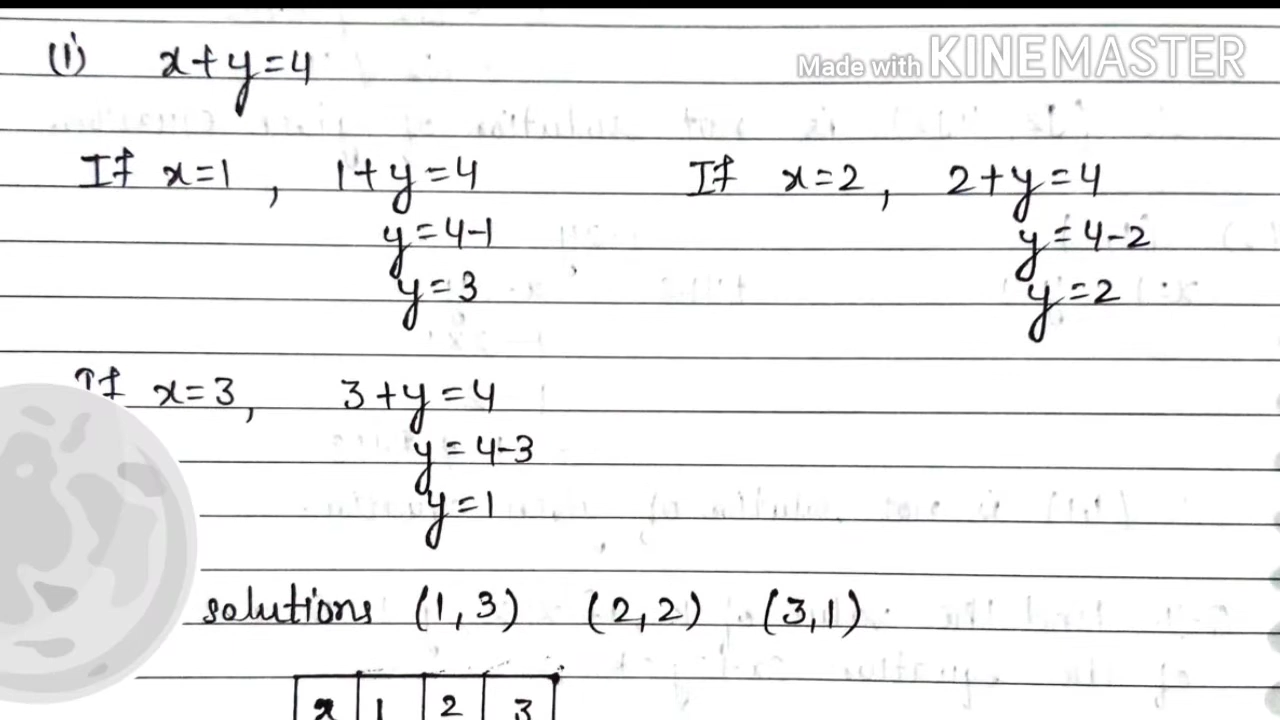 Made with KINEMASTER
(i) x+y=4
If x=1, 1+y=4
y=4-1
y=3
If x=2, 2+y=4
y=4-2
y=2
If x=3, 3+y=4
y=4-3
y=1
solutions (1,3) (2,2) (3,1)
x 1 2 3